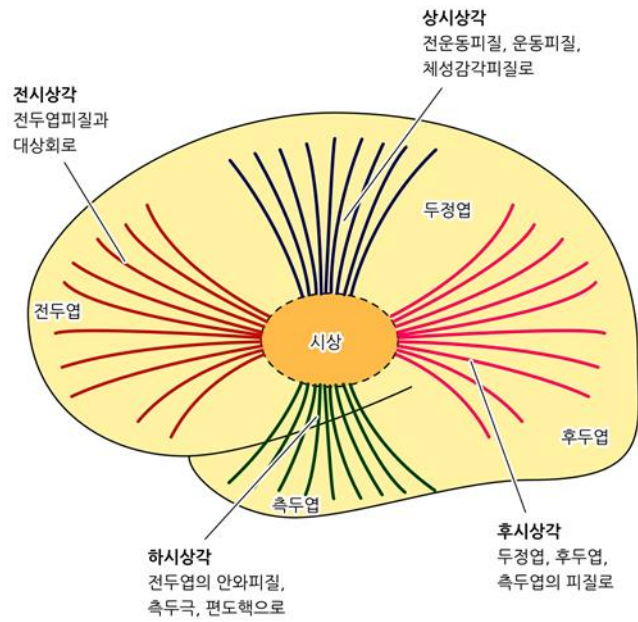 상시상각
전운동피질, 운동피질,
체성감각피질로
전시상각
전두엽피질과
대상회로
두정엽
전두엽
시상
후두엽
측두엽
하시상각
전두엽의 안와피질,
측두극, 편도핵으로
후시상각
두정엽, 후두엽,
측두엽의 피질로